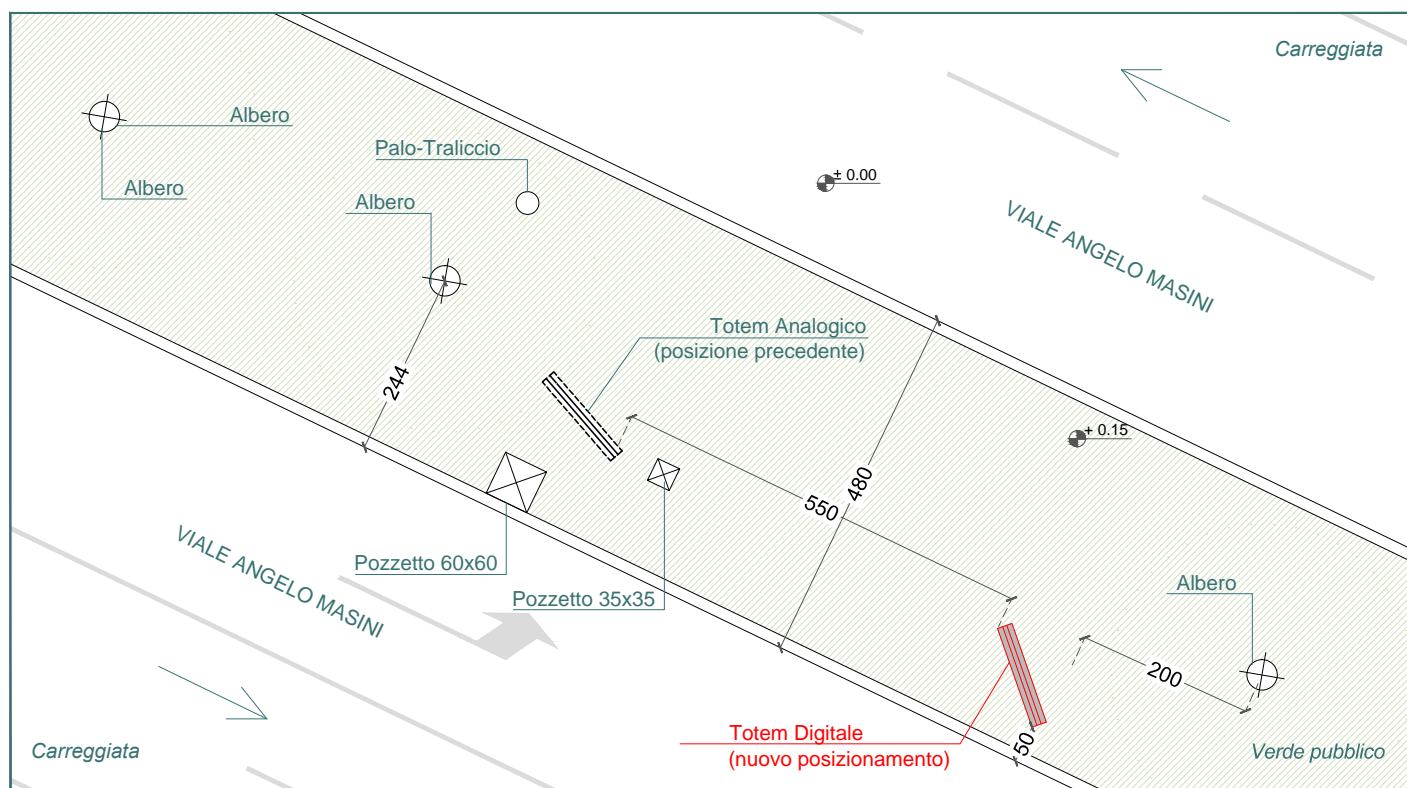 Carreggiata
Albero
Palo-Traliccio
± 0.00
Albero
Albero
VIALE ANGELO MASINI
Totem Analogico
(posizione precedente)
244
+ 0.15
480
550
VIALE ANGELO MASINI
Pozzetto 60x60
Pozzetto 35x35
Albero
200
Totem Digitale
(nuovo posizionamento)
50
Carreggiata
Verde pubblico